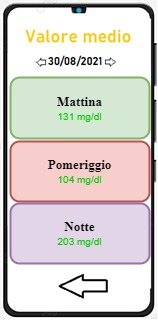 Valore medio
30/08/2021
Mattina
131 mg/dl
Pomeriggio
104 mg/dl
Notte
203 mg/dl